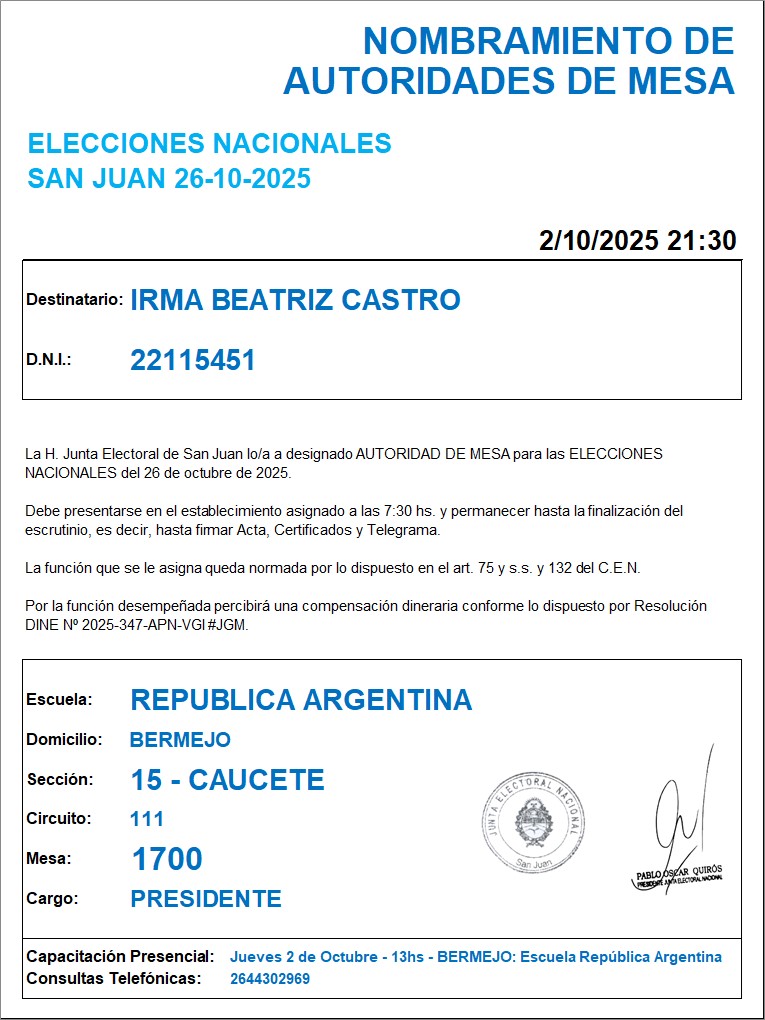 NOMBRAMIENTO DE
AUTORIDADES DE MESA
ELECCIONES NACIONALES
SAN JUAN 26-10-2025
2/10/2025 21:30
Destinatario: IRMA BEATRIZ CASTRO
D.N.I.: 22115451
La H. Junta Electoral de San Juan lo/a a designado AUTORIDAD DE MESA para las ELECCIONES
NACIONALES del 26 de octubre de 2025.
Debe presentarse en el establecimiento asignado a las 7:30 hs. y permanecer hasta la finalización del
escrutinio, es decir, hasta firmar Acta, Certificados y Telegrama.
La función que se le asigna queda normada por lo dispuesto en el art. 75 y s.s. y 132 del C.E.N.
Por la función desempeñada percibirá una compensación dineraria conforme lo dispuesto por Resolución
DINE Nº 2025-347-APN-VGI#JGM.
Escuela: REPUBLICA ARGENTINA
Domicilio: BERMEJO
Sección: 15 - CAUCETE
Circuito: 111
Mesa: 1700
Cargo: PRESIDENTE
JUNTA ELECTORAL NACIONAL
San Juan
PABLO OSCAR QUIRÓS
PRESIDENTE JUNTA ELECTORAL NACIONAL
Capacitación Presencial: Jueves 2 de Octubre - 13hs - BERMEJO: Escuela República Argentina
Consultas Telefónicas: 2644302969